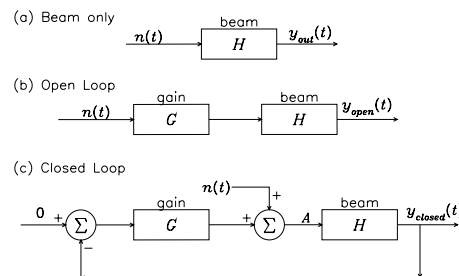 (a) Beam only
beam
n(t) H y_out(t)
(b) Open Loop
gain beam
n(t) G H y_open(t)
(c) Closed Loop
gain n(t) beam
0 + Σ G + + Σ A H y_closed(t
−